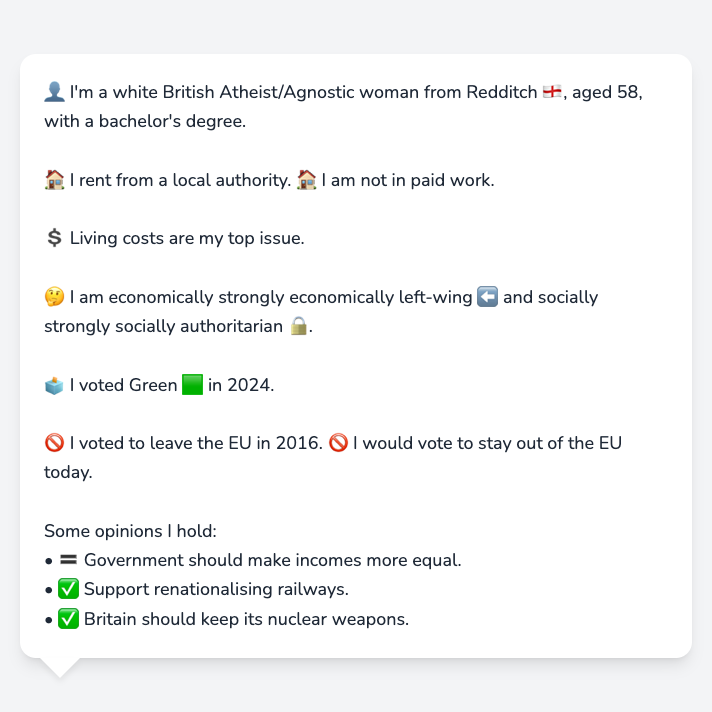 👤 I'm a white British Atheist/Agnostic woman from Redditch 🏴󠁧󠁢󠁥󠁮󠁧󠁿, aged 58,
with a bachelor's degree.
🏠 I rent from a local authority. 🏠 I am not in paid work.
💲 Living costs are my top issue.
🤔 I am economically strongly economically left-wing ⬅️ and socially
strongly socially authoritarian 🔒.
🗳️ I voted Green 🟩 in 2024.
🚫 I voted to leave the EU in 2016. 🚫 I would vote to stay out of the EU
today.
Some opinions I hold:
• 🟰 Government should make incomes more equal.
• ✅ Support renationalising railways.
• ✅ Britain should keep its nuclear weapons.